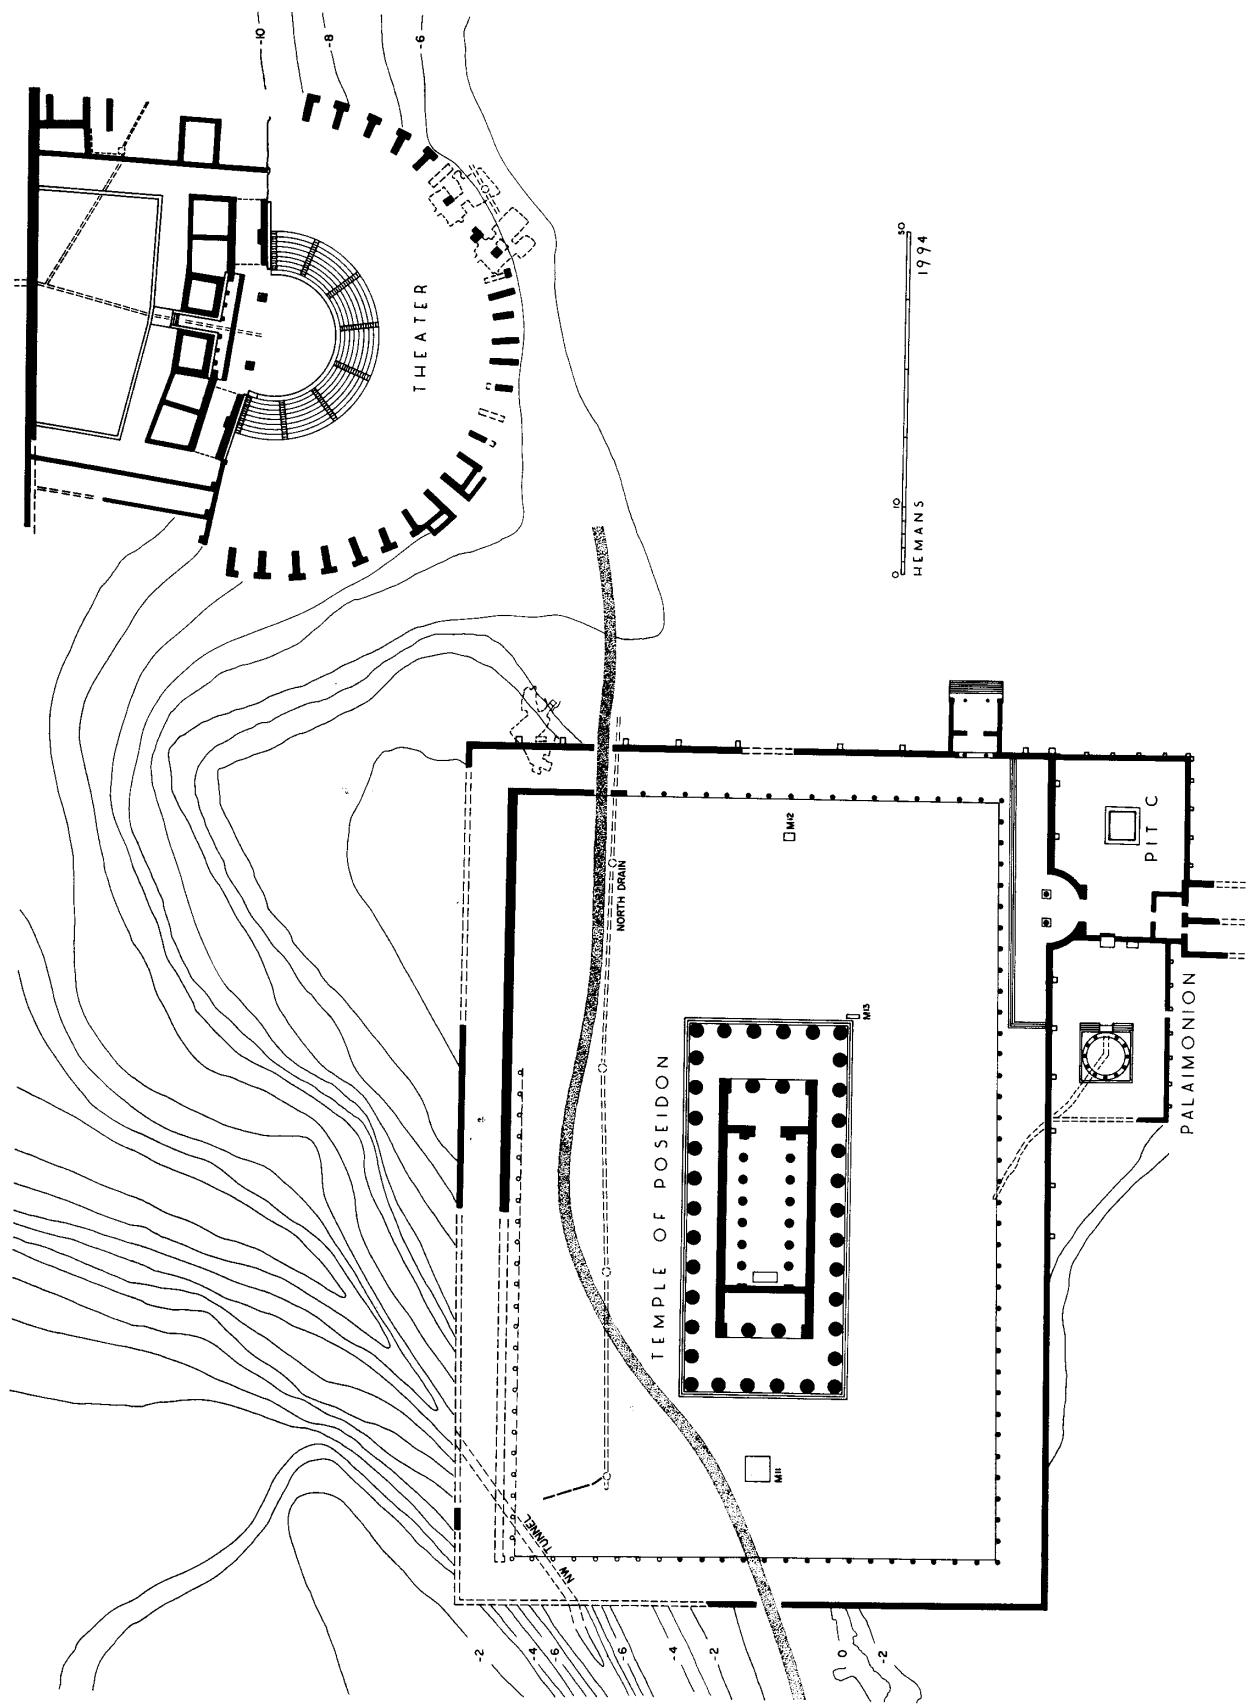 -10
-8
-6
THEATER
0
10
50
HEMANS
1994
NORTH DRAIN
M12
M13
M11
TEMPLE OF POSEIDON
PIT C
PALAIMONION
NW TUNNEL
-2
-4
-6
-6
-4
-2
0
-2